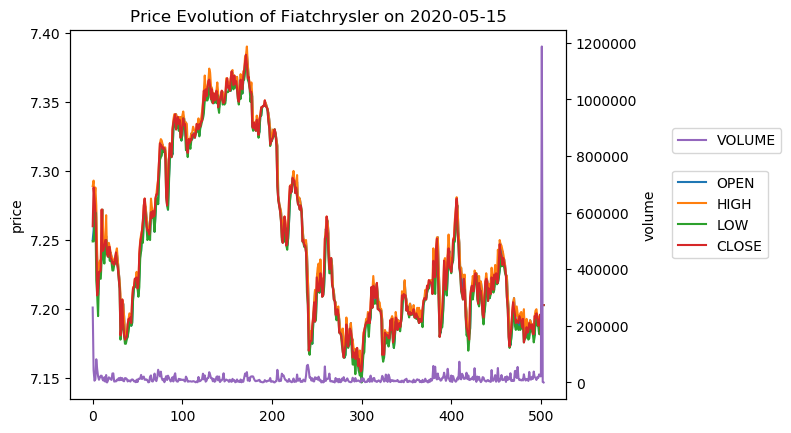 Price Evolution of Fiatchrysler on 2020-05-15
7.40
7.35
7.30
7.25
7.20
7.15
price
0
100
200
300
400
500
1200000
1000000
800000
600000
400000
200000
0
volume
VOLUME
OPEN
HIGH
LOW
CLOSE